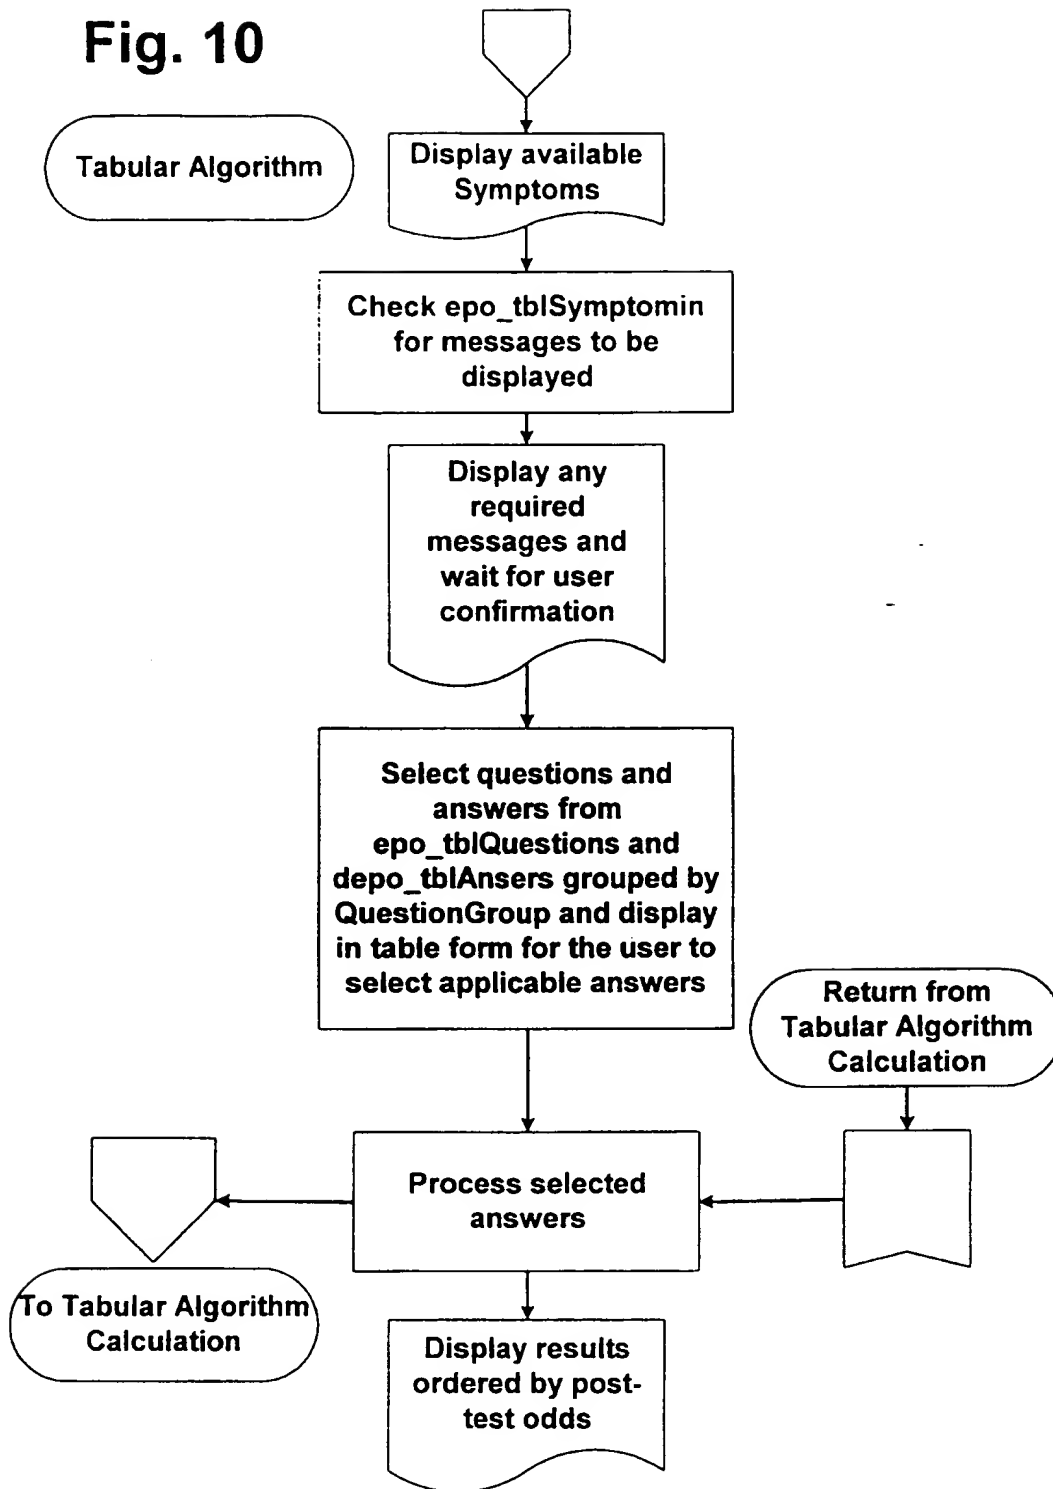 Fig. 10
Tabular Algorithm
Display available
Symptoms
Check epo_tblSymptomin
for messages to be
displayed
Display any
required
messages and
wait for user
confirmation
Select questions and
answers from
epo_tblQuestions and
depo_tblAnsers grouped by
QuestionGroup and display
in table form for the user to
select applicable answers
Return from
Tabular Algorithm
Calculation
Process selected
answers
To Tabular Algorithm
Calculation
Display results
ordered by post-
test odds